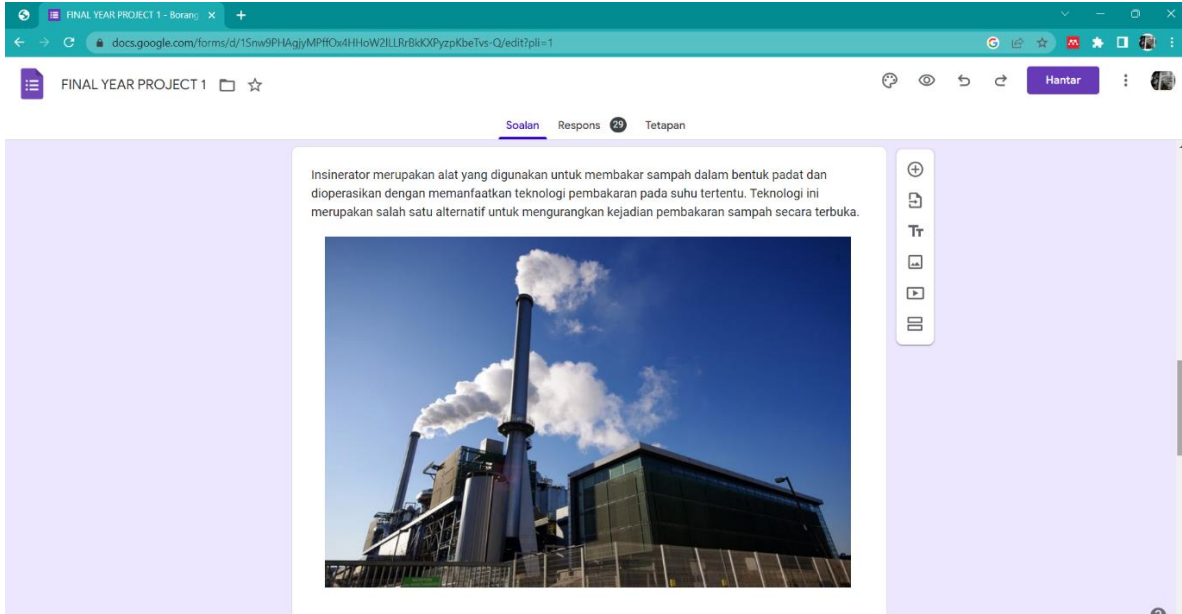 FINAL YEAR PROJECT 1 - Borang
docs.google.com/forms/d/1Snw9PHAgjyMPffOx4HHoW2ILLRrBkKXPyzpKbeTvs-Q/edit?pli=1
FINAL YEAR PROJECT 1
Hantar
Soalan Respons 29 Tetapan
Insinerator merupakan alat yang digunakan untuk membakar sampah dalam bentuk padat dan
dioperasikan dengan memanfaatkan teknologi pembakaran pada suhu tertentu. Teknologi ini
merupakan salah satu alternatif untuk mengurangkan kejadian pembakaran sampah secara terbuka.
Tт